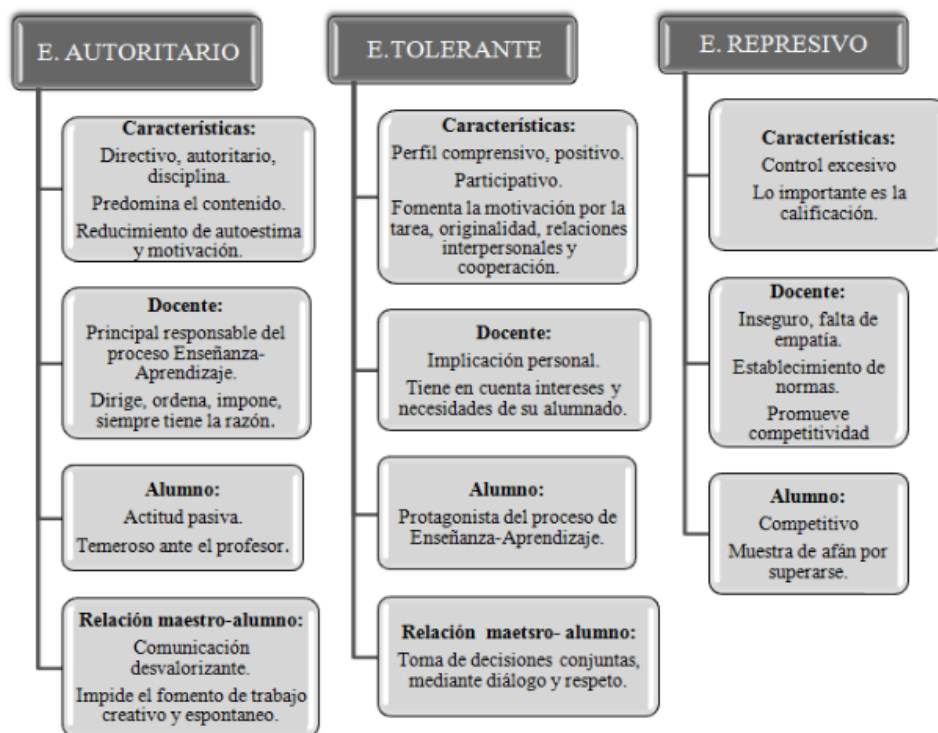 E. AUTORITARIO
Características:
Directivo, autoritario,
disciplina.
Predomina el contenido.
Reducimiento de autoestima
y motivación.
Docente:
Principal responsable del
proceso Enseñanza-
Aprendizaje.
Dirige, ordena, impone,
siempre tiene la razón.
Alumno:
Actitud pasiva.
Temeroso ante el profesor.
Relación maestro-alumno:
Comunicación
desvalorizante.
Impide el fomento de trabajo
creativo y espontaneo.
E.TOLERANTE
Características:
Perfil comprensivo, positivo.
Participativo.
Fomenta la motivación por la
tarea, originalidad, relaciones
interpersonales y
cooperación.
Docente:
Implicación personal.
Tiene en cuenta intereses y
necesidades de su alumnado.
Alumno:
Protagonista del proceso de
Enseñanza-Aprendizaje.
Relación maetsro- alumno:
Toma de decisiones conjuntas,
mediante diálogo y respeto.
E. REPRESIVO
Características:
Control excesivo
Lo importante es la
calificación.
Docente:
Inseguro, falta de
empatía.
Establecimiento de
normas.
Promueve
competitividad
Alumno:
Competitivo
Muestra de afán por
superarse.